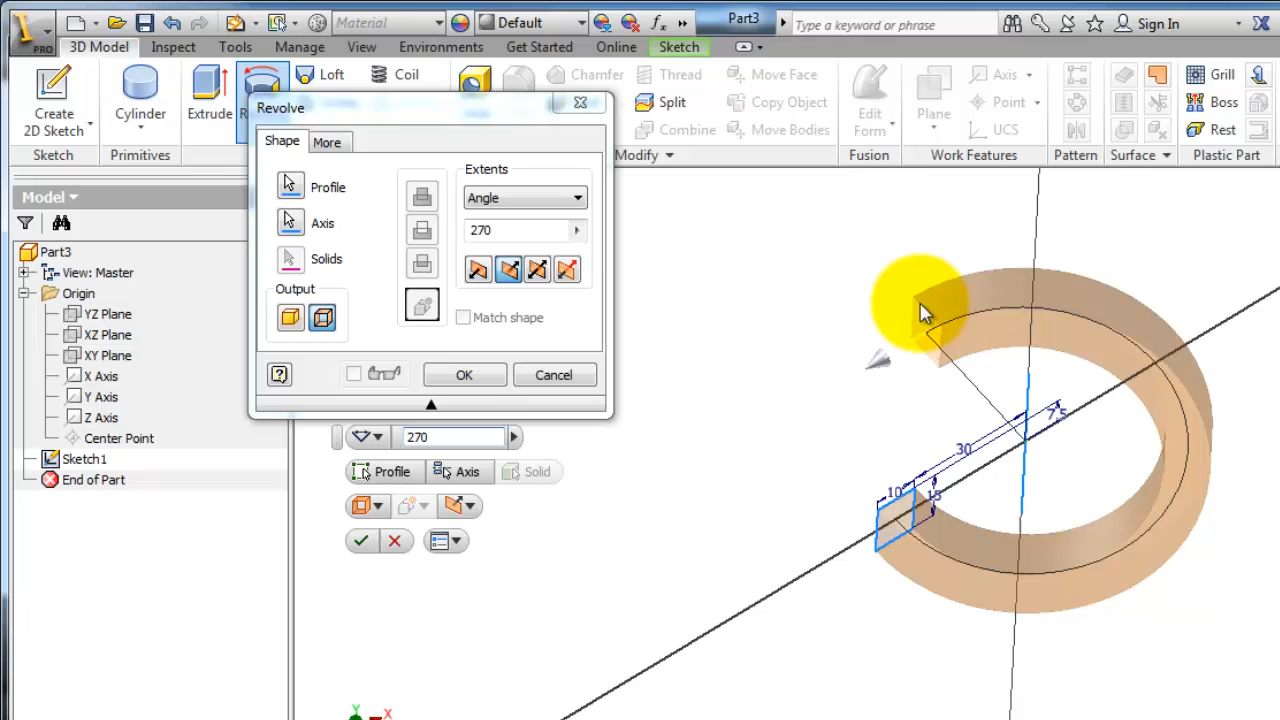 Material
Default
fx
Part3
Type a keyword or phrase
Sign In
PRO
3D Model
Inspect
Tools
Manage
View
Environments
Get Started
Online
Sketch
Create
2D Sketch
Cylinder
Extrude
Loft
Coil
Chamfer
Thread
Move Face
Split
Copy Object
Combine
Move Bodies
Edit
Form
Plane
Axis
Point
UCS
Grill
Boss
Rest
Sketch
Primitives
Modify
Fusion
Work Features
Pattern
Surface
Plastic Part
Revolve
Shape
More
Profile
Axis
Solids
Output
Extents
Angle
270
Match shape
OK
Cancel
Model
Part3
View: Master
Origin
YZ Plane
XZ Plane
XY Plane
X Axis
Y Axis
Z Axis
Center Point
Sketch1
End of Part
270
Profile
Axis
Solid
7.5
30
10
15
Y
X